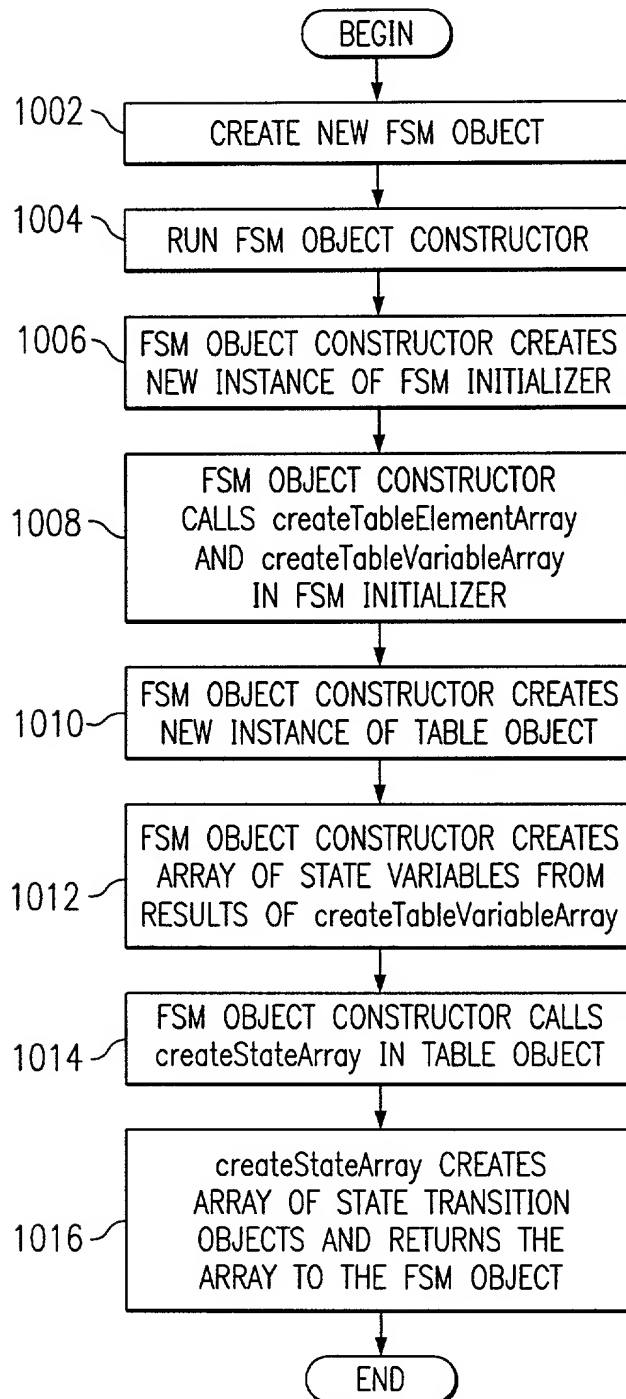 BEGIN
1002
CREATE NEW FSM OBJECT
1004
RUN FSM OBJECT CONSTRUCTOR
1006
FSM OBJECT CONSTRUCTOR CREATES
NEW INSTANCE OF FSM INITIALIZER
1008
FSM OBJECT CONSTRUCTOR
CALLS createTableElementArray
AND createTableVariableArray
IN FSM INITIALIZER
1010
FSM OBJECT CONSTRUCTOR CREATES
NEW INSTANCE OF TABLE OBJECT
1012
FSM OBJECT CONSTRUCTOR CREATES
ARRAY OF STATE VARIABLES FROM
RESULTS OF createTableVariableArray
1014
FSM OBJECT CONSTRUCTOR CALLS
createStateArray IN TABLE OBJECT
1016
createStateArray CREATES
ARRAY OF STATE TRANSITION
OBJECTS AND RETURNS THE
ARRAY TO THE FSM OBJECT
END